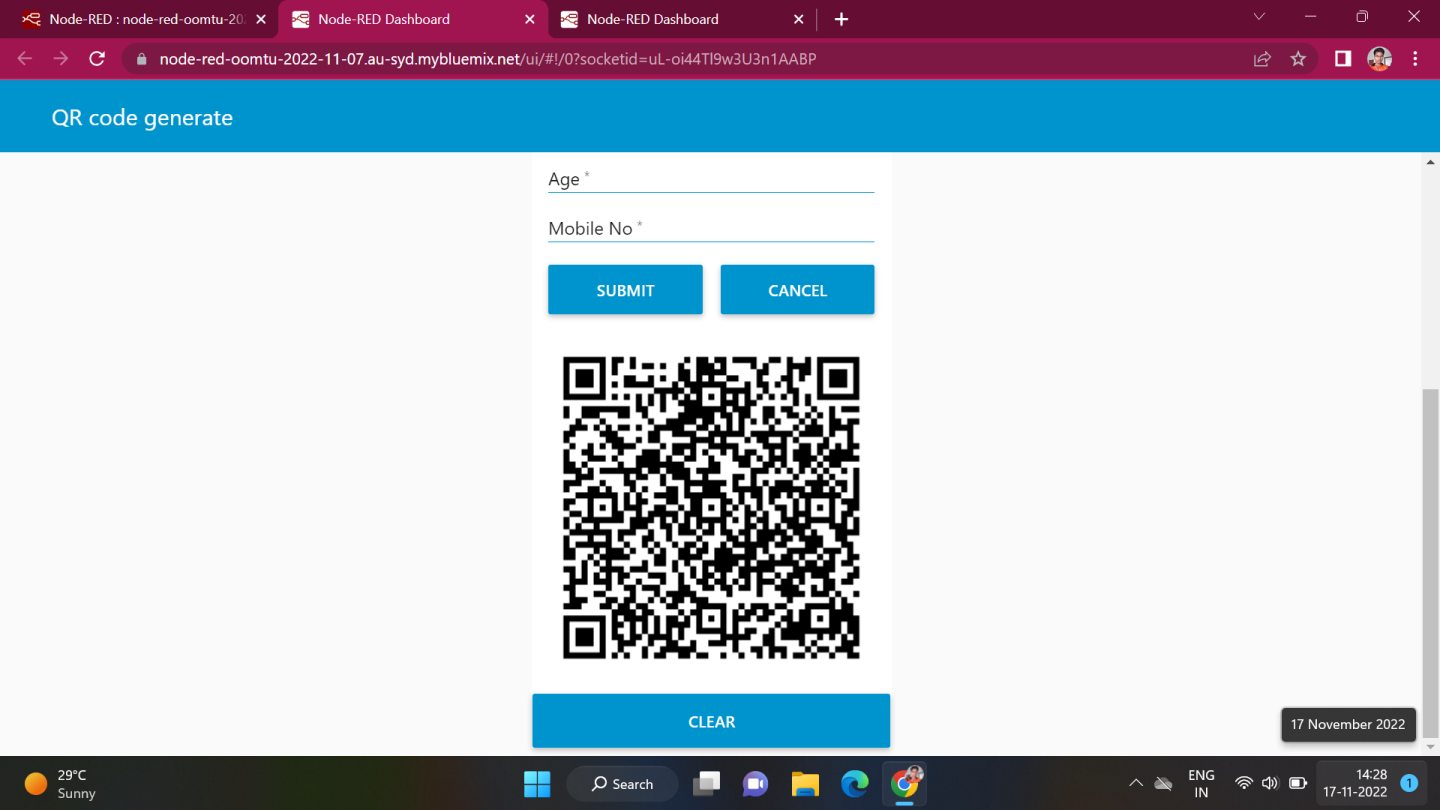 Node-RED : node-red-oomtu-20
Node-RED Dashboard
Node-RED Dashboard
node-red-oomtu-2022-11-07.au-syd.mybluemix.net/ui/#!/0?socketid=uL-oi44Tl9w3U3n1AABP
QR code generate
Age *
Mobile No *
SUBMIT
CANCEL
CLEAR
17 November 2022
29°C
Sunny
Search
ENG
IN
14:28
17-11-2022
1